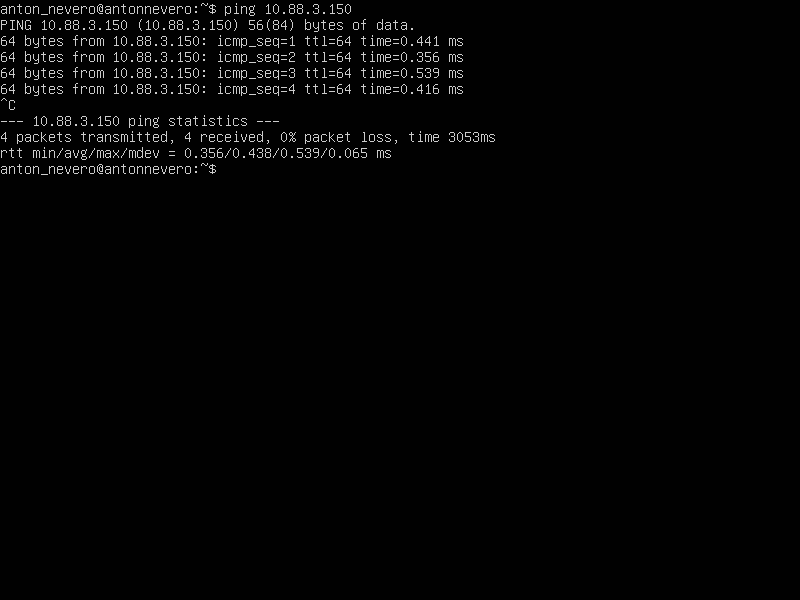 anton_nevero@antonnevero:~$ ping 10.88.3.150
PING 10.88.3.150 (10.88.3.150) 56(84) bytes of data.
64 bytes from 10.88.3.150: icmp_seq=1 ttl=64 time=0.441 ms
64 bytes from 10.88.3.150: icmp_seq=2 ttl=64 time=0.356 ms
64 bytes from 10.88.3.150: icmp_seq=3 ttl=64 time=0.539 ms
64 bytes from 10.88.3.150: icmp_seq=4 ttl=64 time=0.416 ms
^C
--- 10.88.3.150 ping statistics ---
4 packets transmitted, 4 received, 0% packet loss, time 3053ms
rtt min/avg/max/mdev = 0.356/0.438/0.539/0.065 ms
anton_nevero@antonnevero:~$